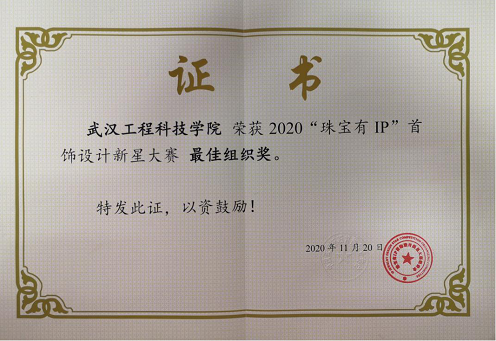 证 书
武汉工程科技学院 荣获 2020“珠宝有 IP”首
饰设计新星大赛 最佳组织奖。
特发此证，以资鼓励！
2020 年 11 月 20 日